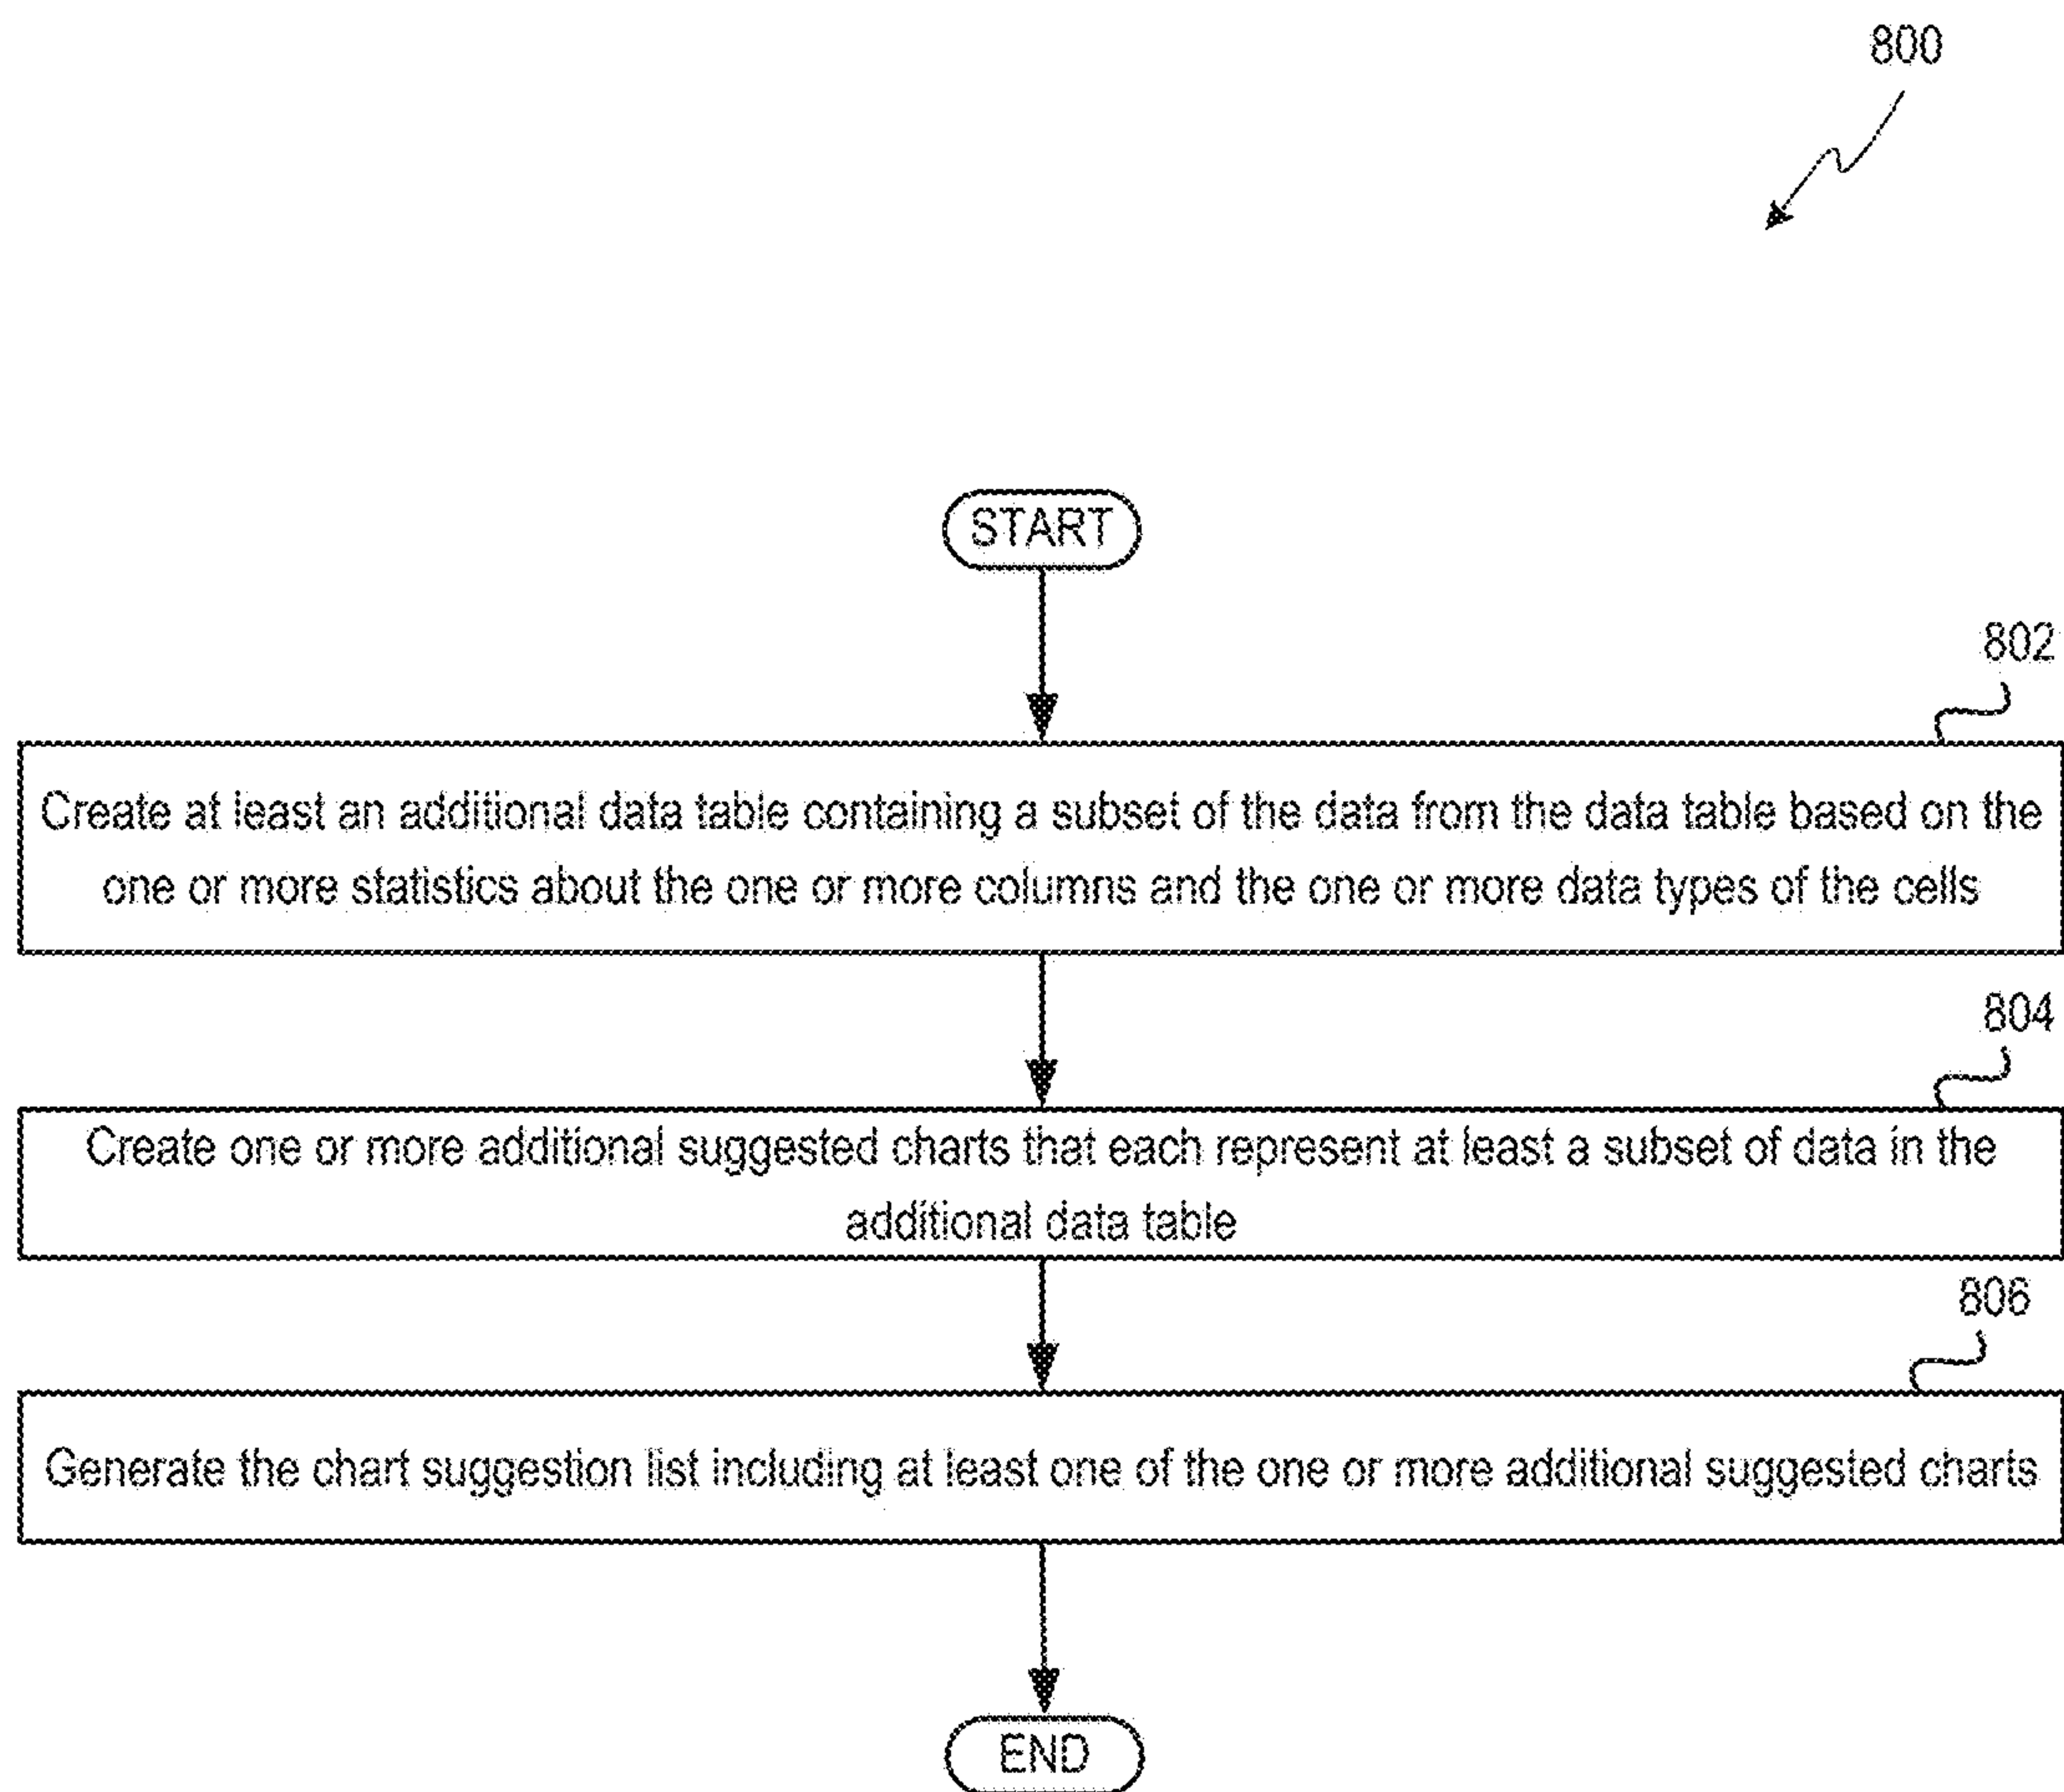 800
START
802
Create at least an additional data table containing a subset of the data from the data table based on the
one or more statistics about the one or more columns and the one or more data types of the cells
804
Create one or more additional suggested charts that each represent at least a subset of data in the
additional data table
806
Generate the chart suggestion list including at least one of the one or more additional suggested charts
END